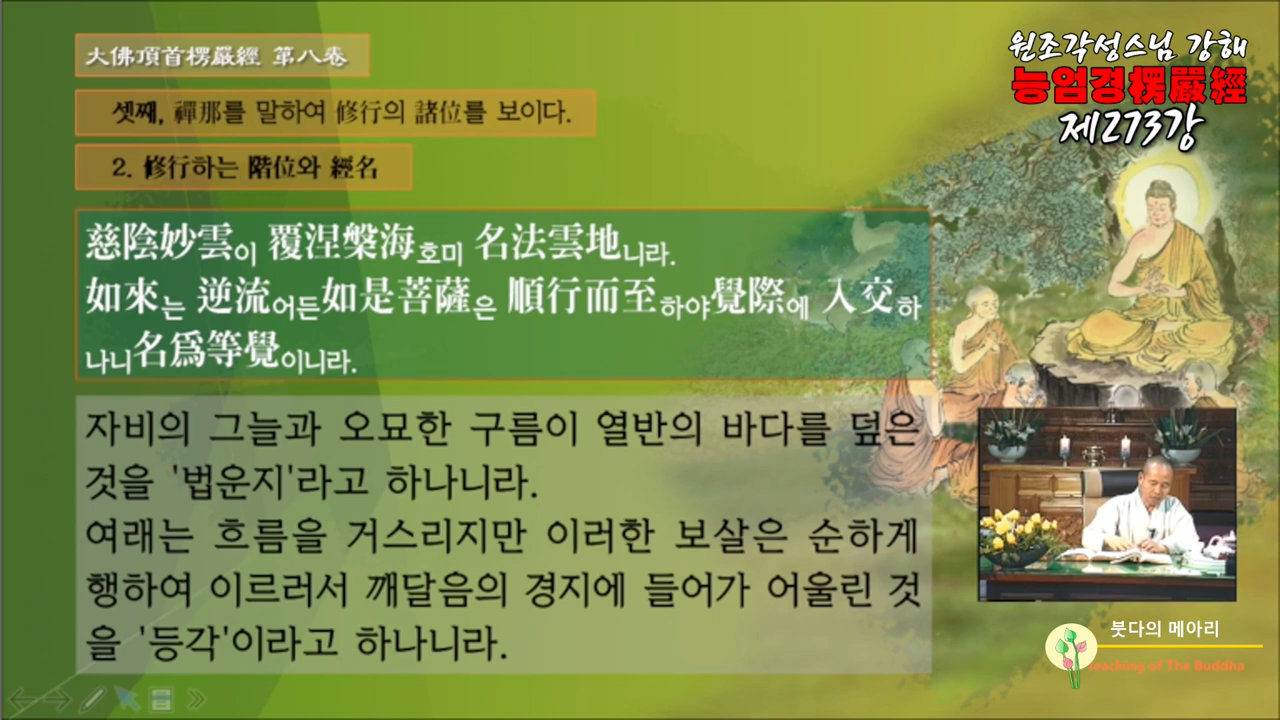 大佛頂首楞嚴經 第八卷
셋째, 禪那를 말하여 修行의 諸位를 보이다.
2. 修行하는 階位와 經名
慈陰妙雲이 覆涅槃海호미 名法雲地니라.
如來는 逆流어든如是菩薩은 順行而至하야覺際에 入交하
나니名爲等覺이니라.
자비의 그늘과 오묘한 구름이 열반의 바다를 덮은
것을 '법운지'라고 하나니라.
여래는 흐름을 거스리지만 이러한 보살은 순하게
행하여 이르러서 깨달음의 경지에 들어가 어울린 것
을 '등각'이라고 하나니라.
원조각성스님 강해
능엄경楞嚴經
제273강
붓다의 메아리
Teaching of The Buddha